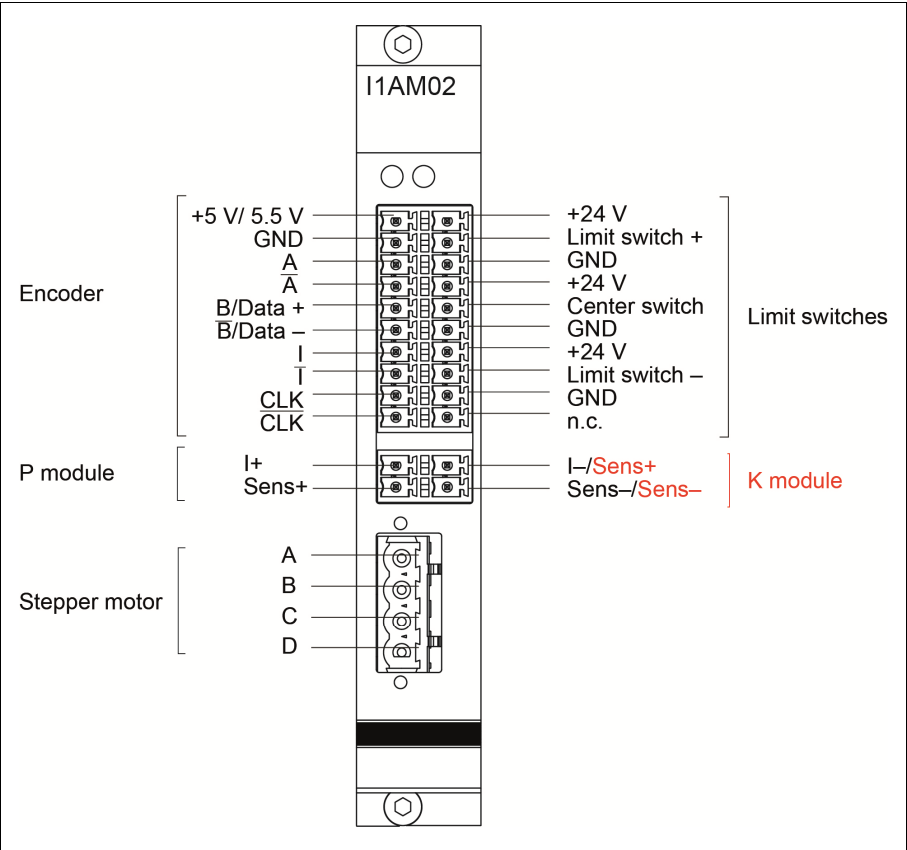 I1AM02
Encoder
+5 V/ 5.5 V
GND
A
A̅
B/Data +
B̅/Data –
I
I̅
CLK
C̅L̅K̅
+24 V
Limit switch +
GND
+24 V
Center switch
GND
+24 V
Limit switch –
GND
n.c.
Limit switches
P module
I+
Sens+
I–/Sens+
Sens–/Sens–
K module
Stepper motor
A
B
C
D